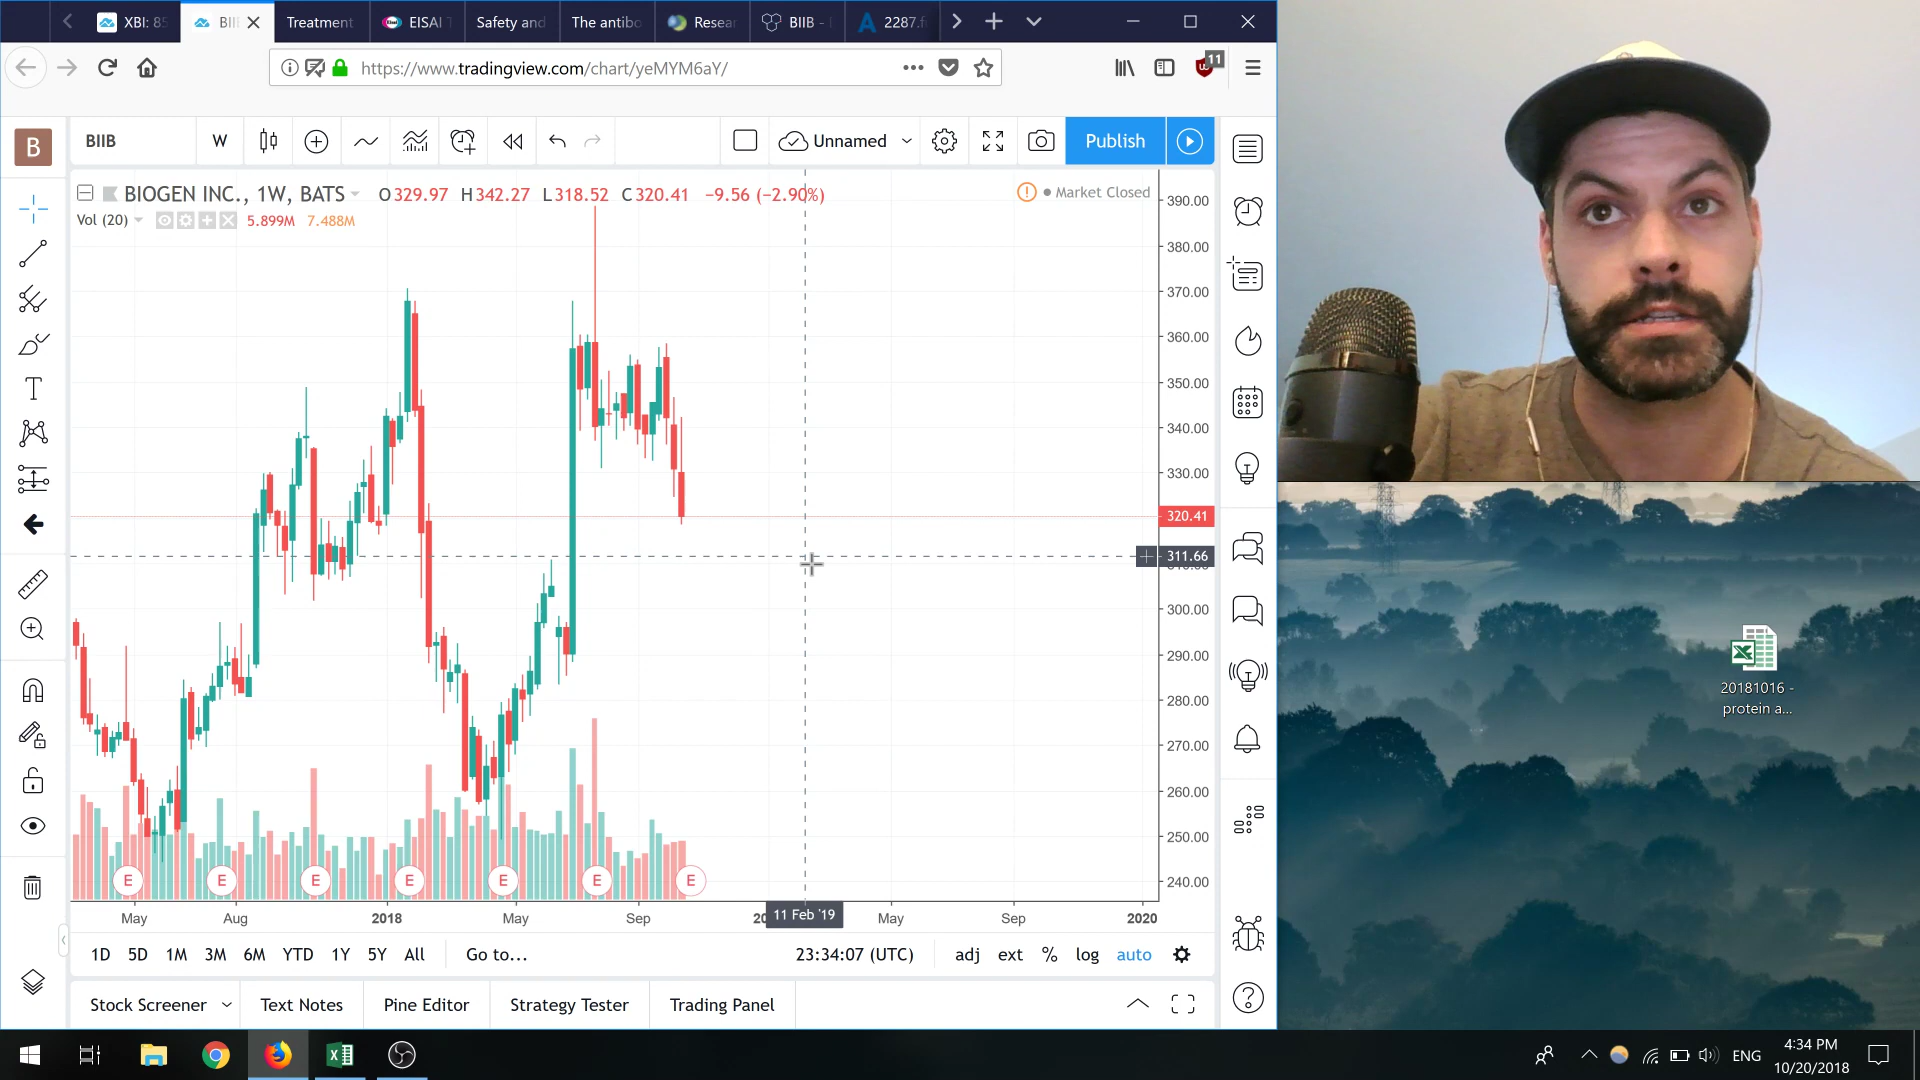 XBI: 85
BII
Treatment
EISAI T
Safety and
The antibo
Resear
BIIB -
2287.f
https://www.tradingview.com/chart/yeMYM6aY/
11
B
BIIB
W
Unnamed
Publish
BIOGEN INC., 1W, BATS O329.97 H342.27 L318.52 C320.41 −9.56 (−2.90%)
Market Closed
Vol (20) 5.899M 7.488M
390.00
380.00
370.00
360.00
350.00
340.00
330.00
320.41
311.66
300.00
290.00
280.00
270.00
260.00
250.00
240.00
E E E E E E E
May Aug 2018 May Sep 20 11 Feb '19 May Sep 2020
1D 5D 1M 3M 6M YTD 1Y 5Y All Go to... 23:34:07 (UTC) adj ext % log auto
Stock Screener Text Notes Pine Editor Strategy Tester Trading Panel
20181016 -
protein a...
ENG
4:34 PM
10/20/2018